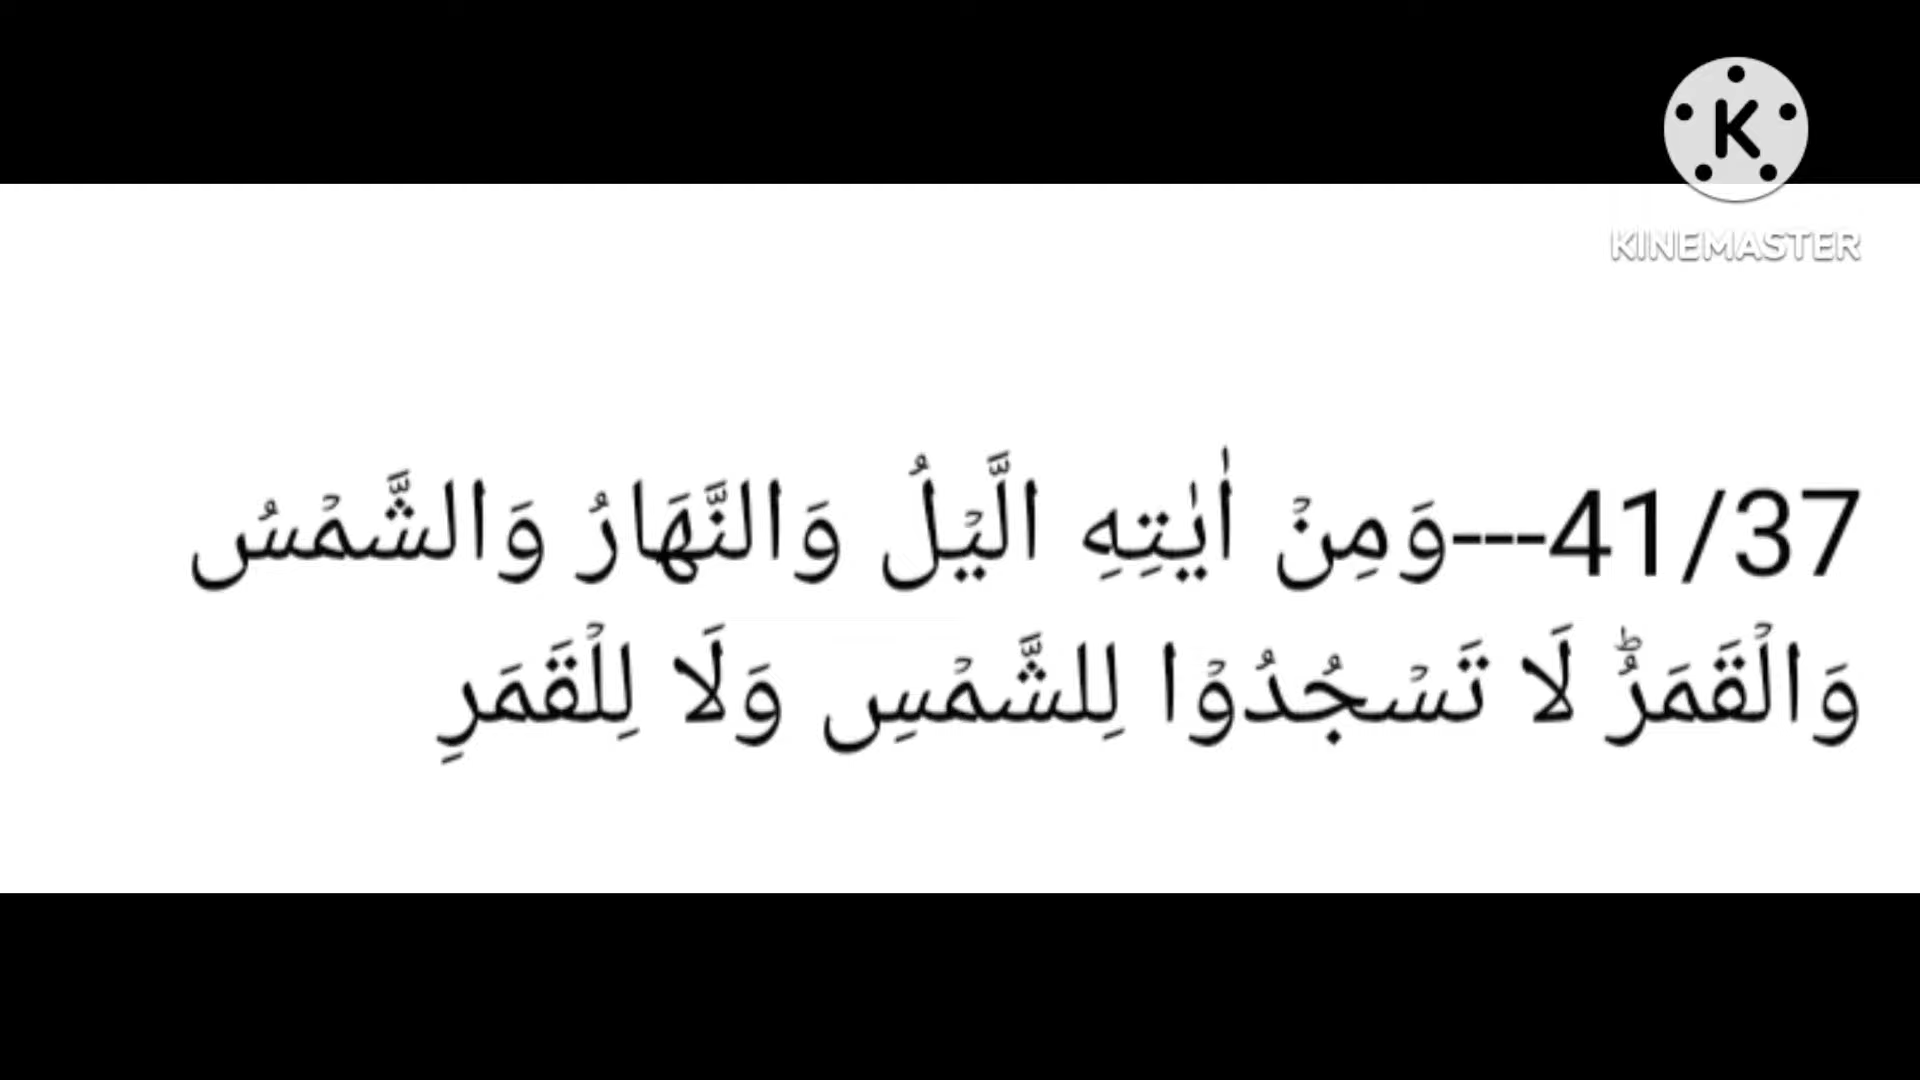 K
KINEMASTER
41/37---وَمِنۡ اٰيٰتِهِ الَّيۡلُ وَالنَّهَارُ وَالشَّمۡسُ
وَالۡقَمَرُ‌ؕ لَا تَسۡجُدُوۡا لِلشَّمۡسِ وَلَا لِلۡقَمَرِ